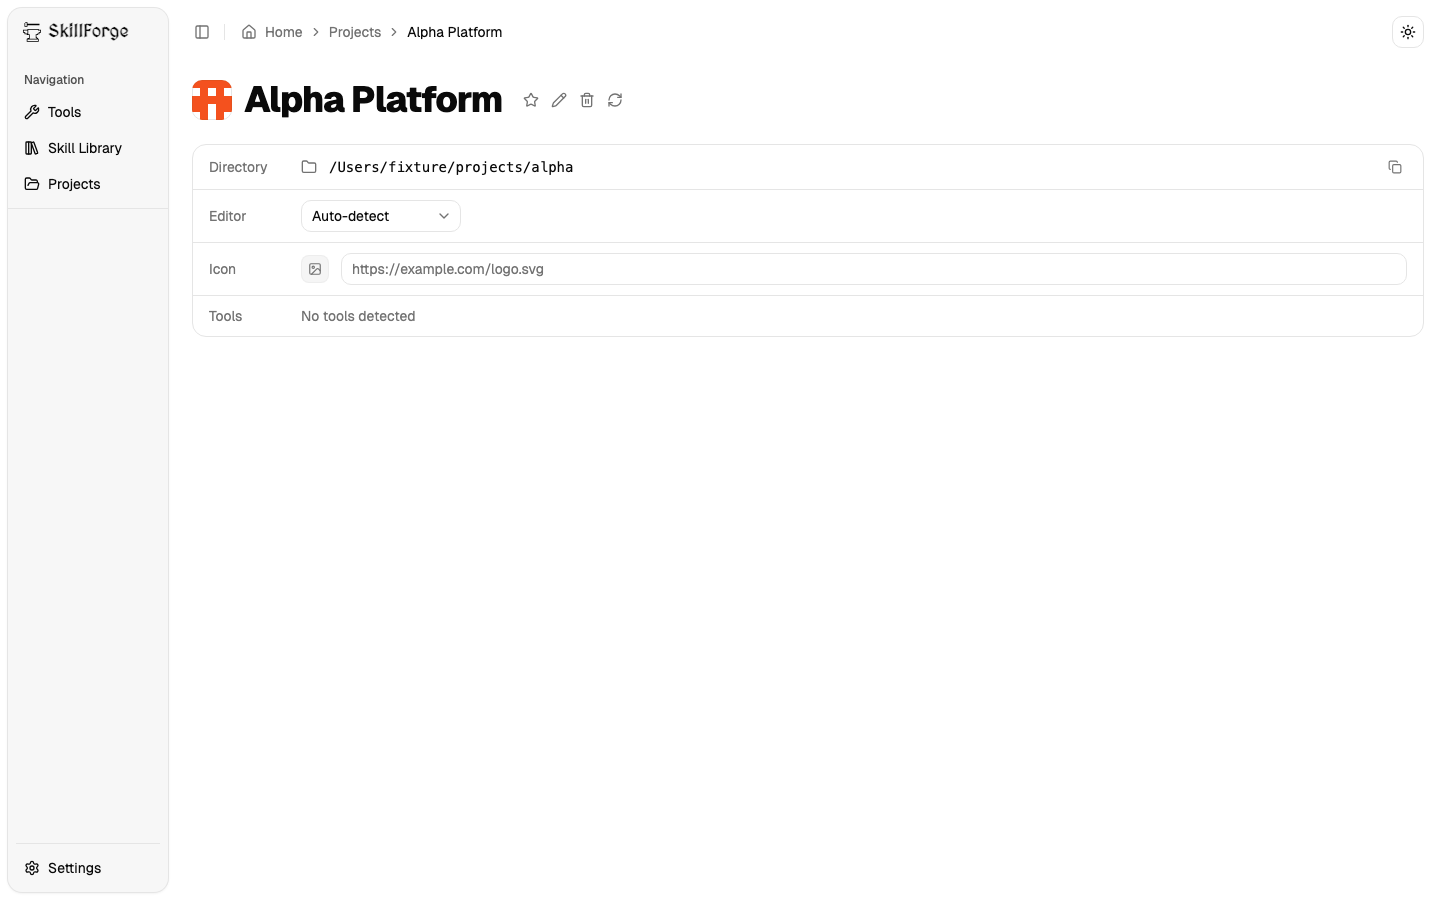 SkillForge
Navigation
Tools
Skill Library
Projects
Settings
Home
Projects
Alpha Platform
Alpha Platform
Directory
/Users/fixture/projects/alpha
Editor
Auto-detect
Icon
https://example.com/logo.svg
Tools
No tools detected